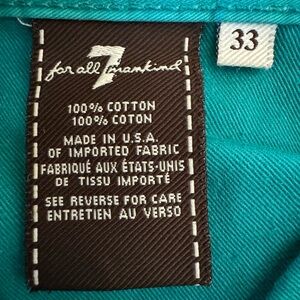 33
7
for all mankind
100% COTTON
100% COTON
MADE IN U.S.A.
OF IMPORTED FABRIC
FABRIQUÉ AUX ÉTATS-UNIS
DE TISSU IMPORTÉ
SEE REVERSE FOR CARE
ENTRETIEN AU VERSO